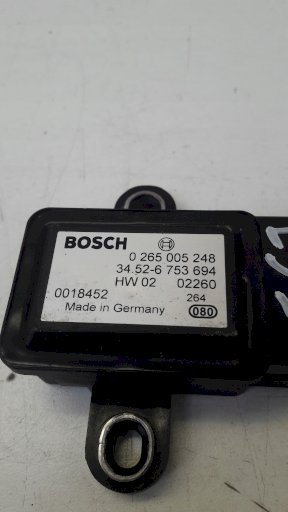 BOSCH
0 265 005 248
34.52-6 753 694
HW 02 02260
0018452 264
Made in Germany 080